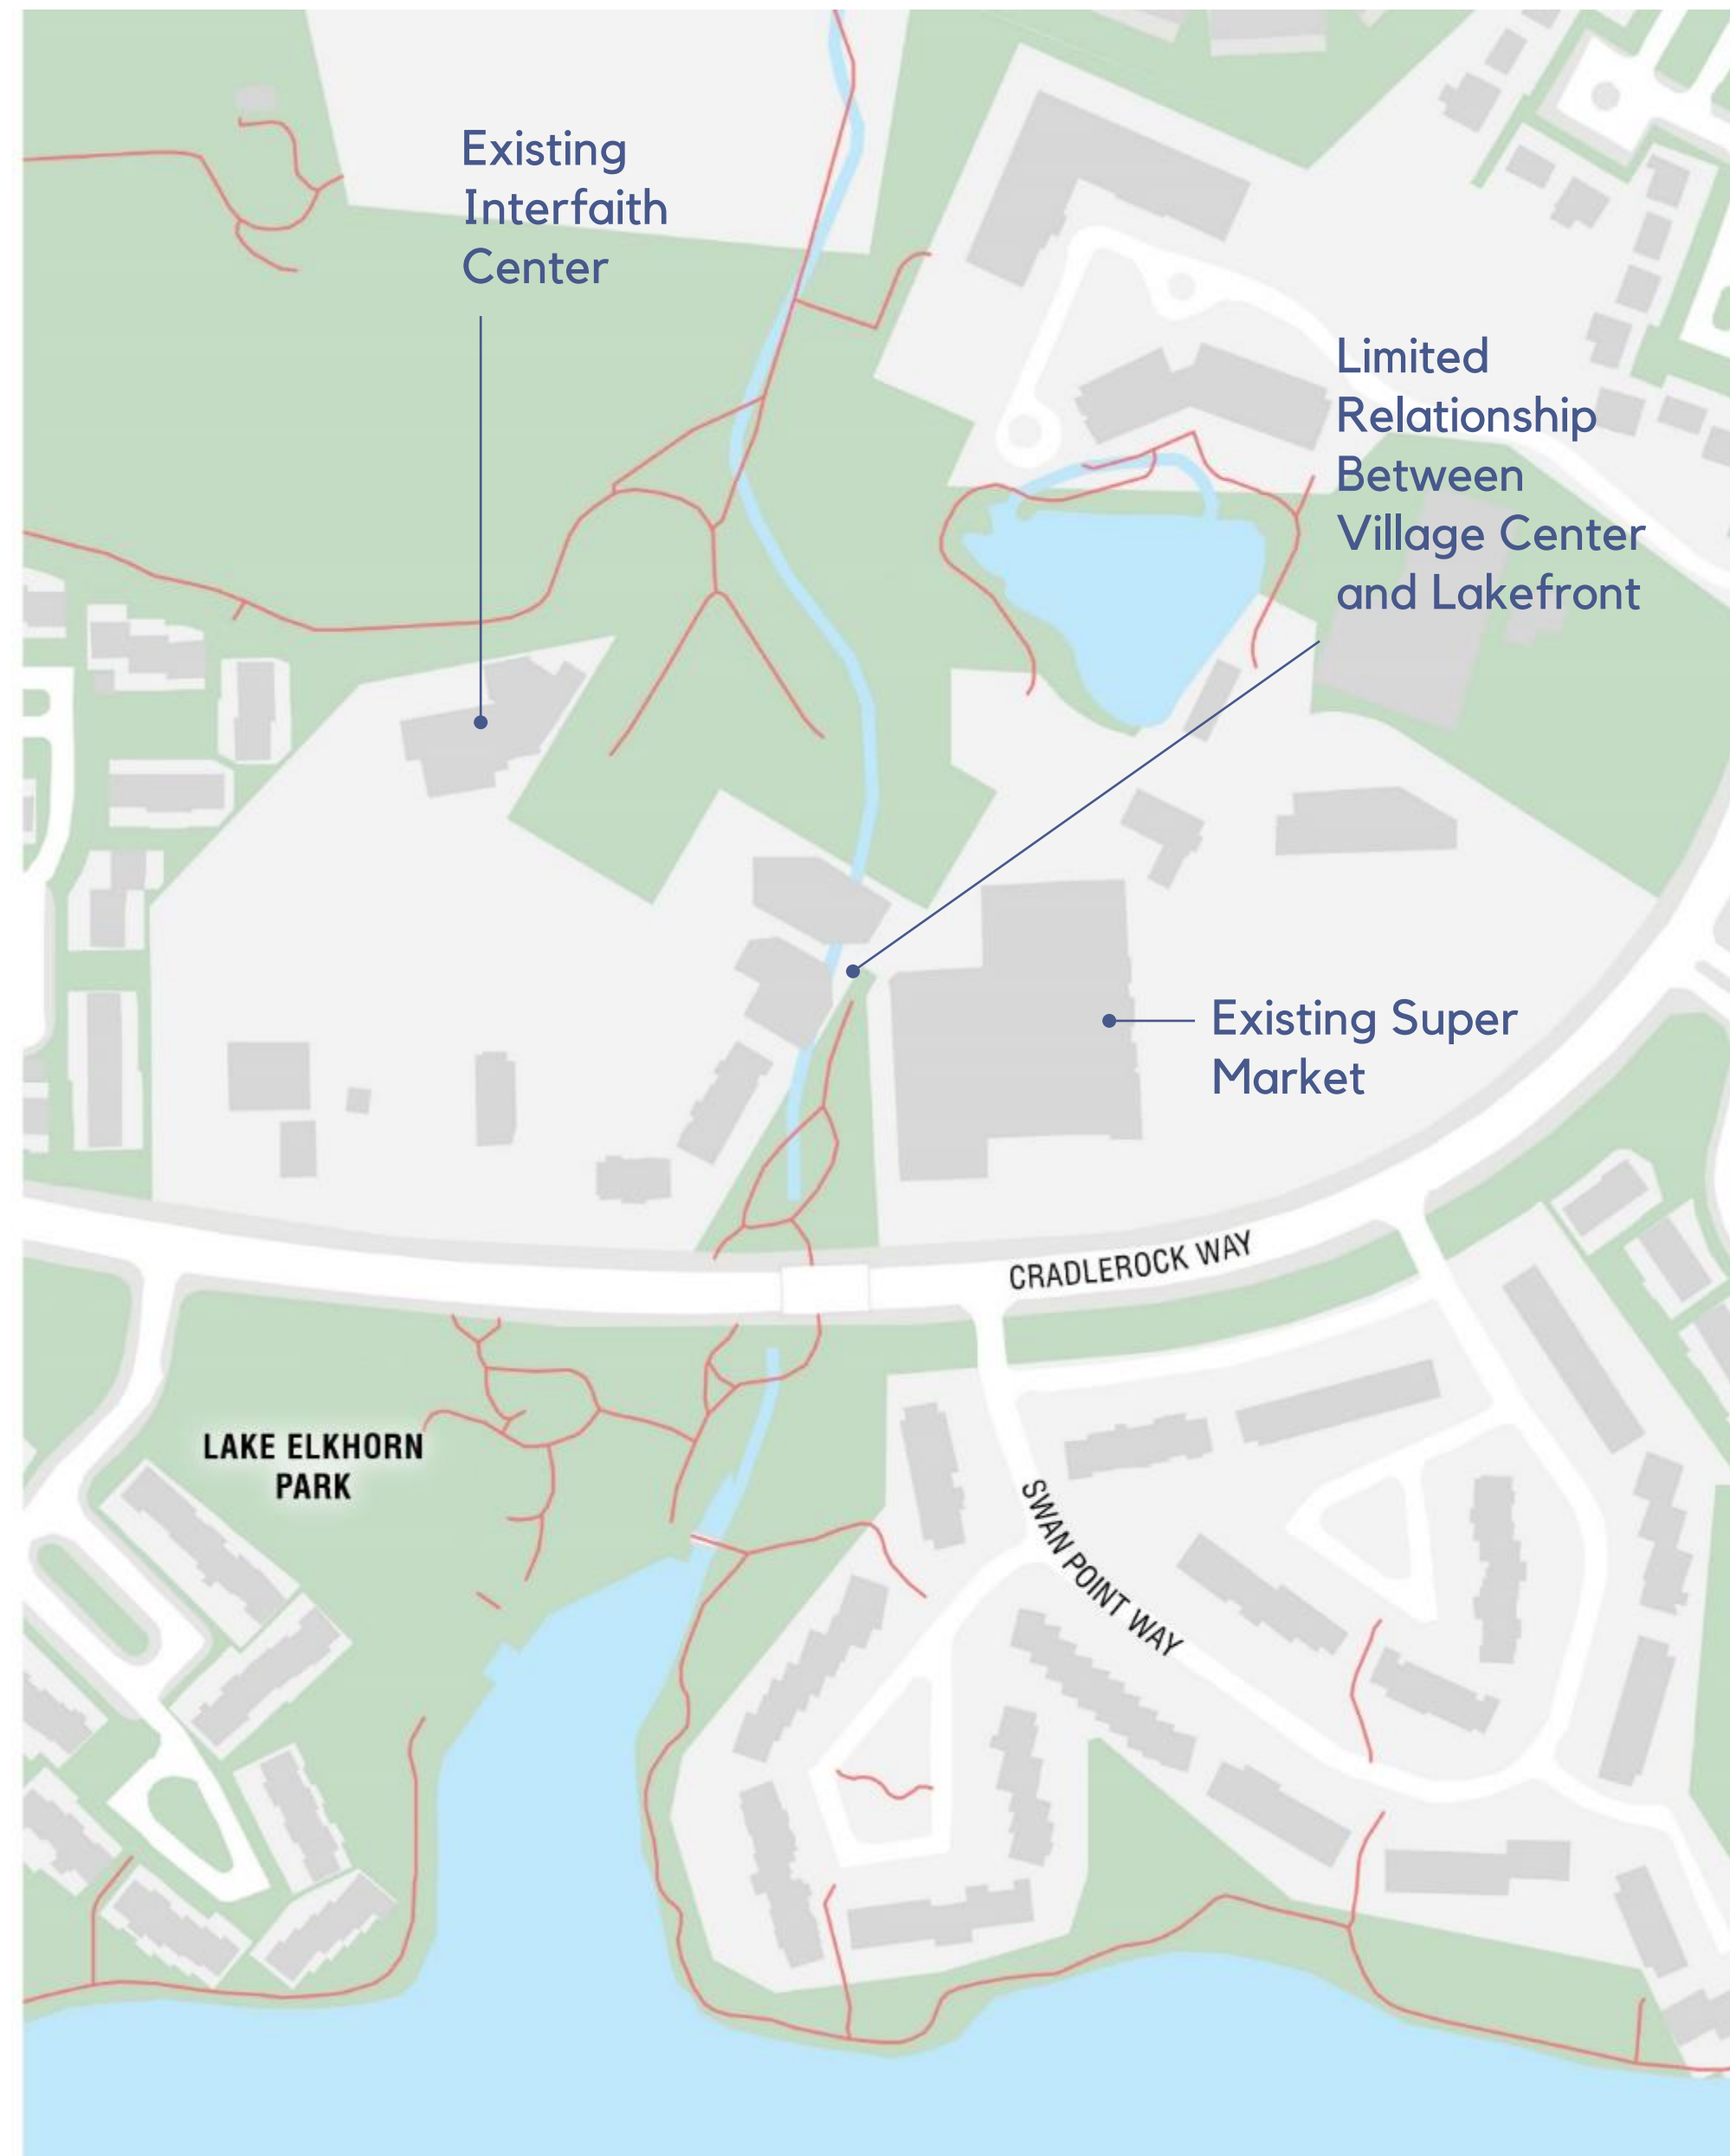 Existing
Interfaith
Center
Limited
Relationship
Between
Village Center
and Lakefront
Existing Super
Market
CRADLEROCK WAY
LAKE ELKHORN
PARK
SWAN POINT WAY